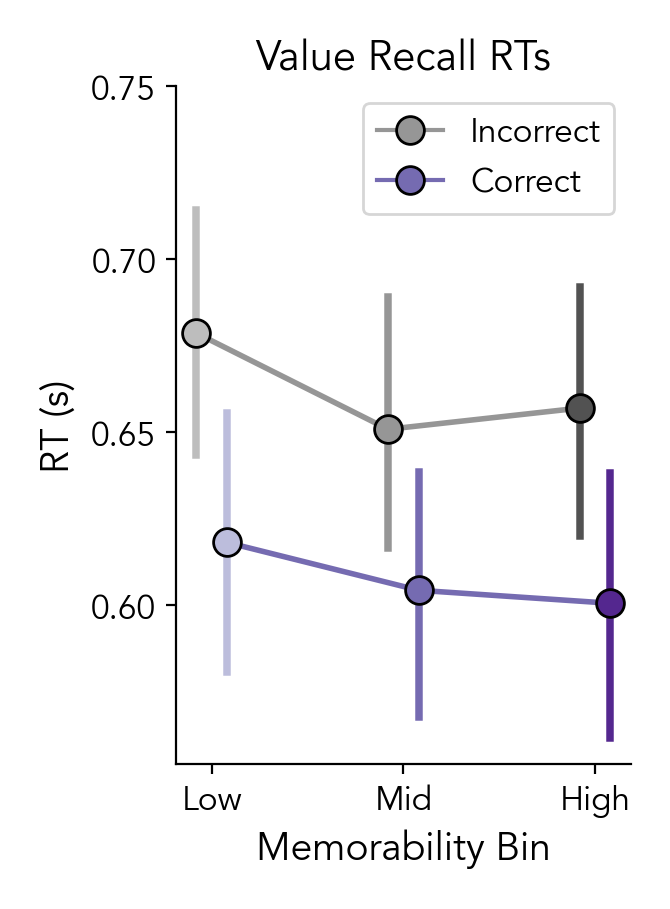 Value Recall RTs
0.75
Incorrect
Correct
0.70
0.65
0.60
RT (s)
Low Mid High
Memorability Bin